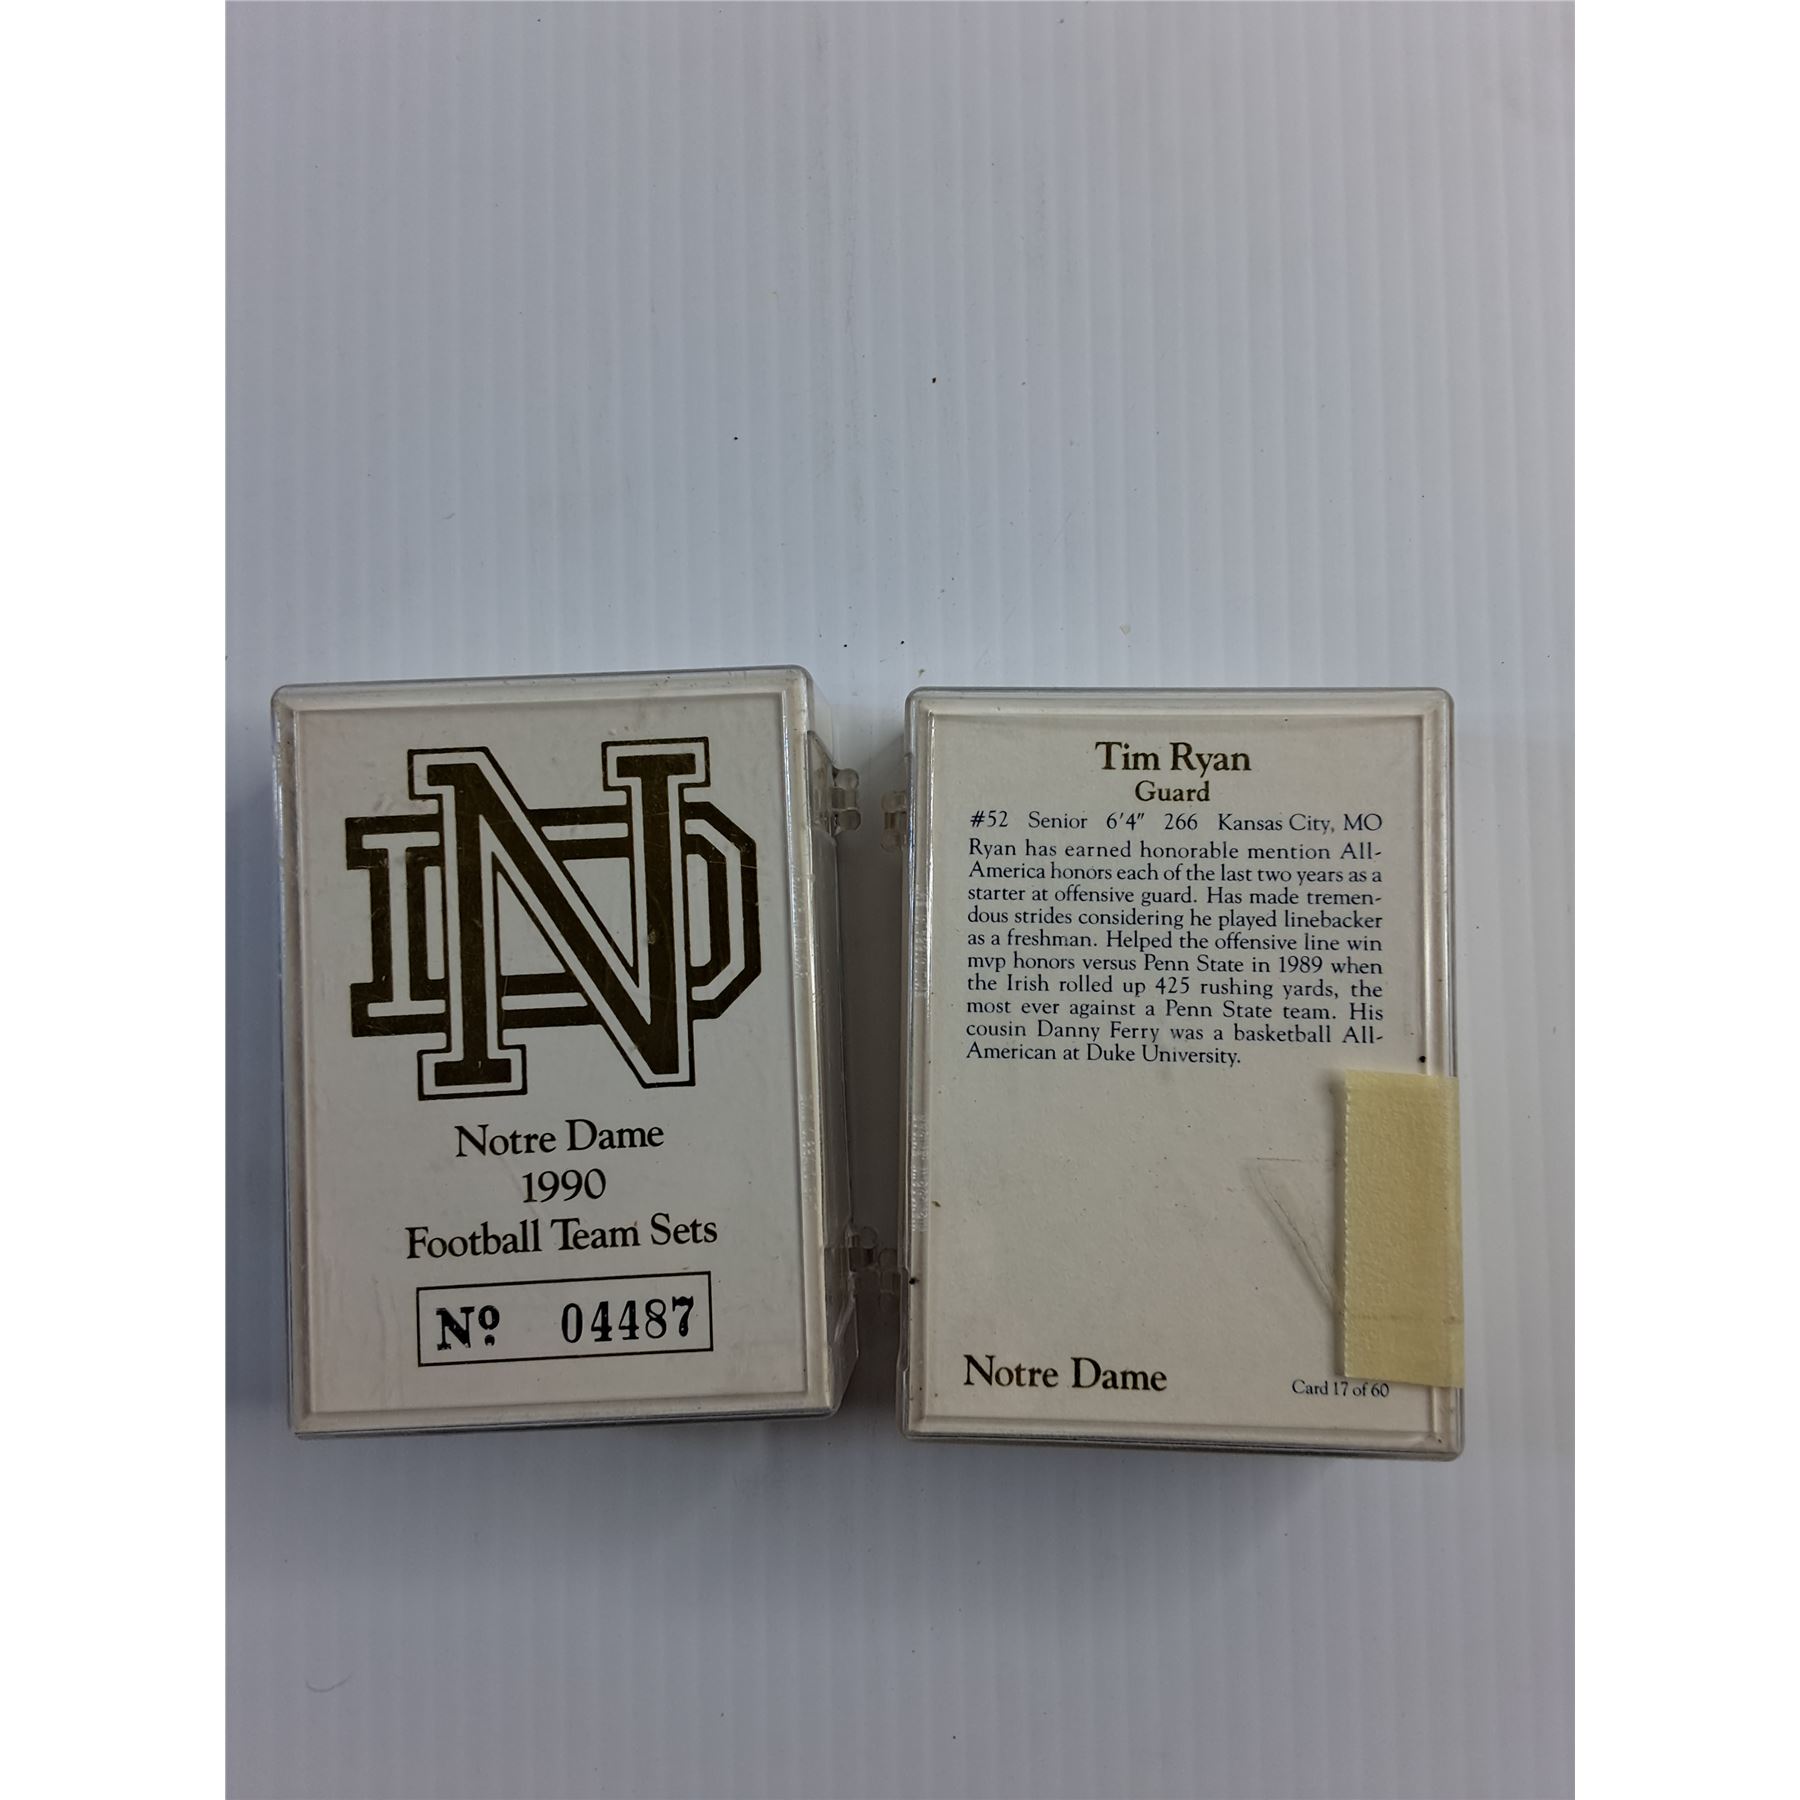 ND
Notre Dame
1990
Football Team Sets
Nº 04487
Tim Ryan
Guard
#52 Senior 6'4" 266 Kansas City, MO
Ryan has earned honorable mention All-
America honors each of the last two years as a
starter at offensive guard. Has made tremen-
dous strides considering he played linebacker
as a freshman. Helped the offensive line win
mvp honors versus Penn State in 1989 when
the Irish rolled up 425 rushing yards, the
most ever against a Penn State team. His
cousin Danny Ferry was a basketball All-
American at Duke University.
Notre Dame
Card 17 of 60